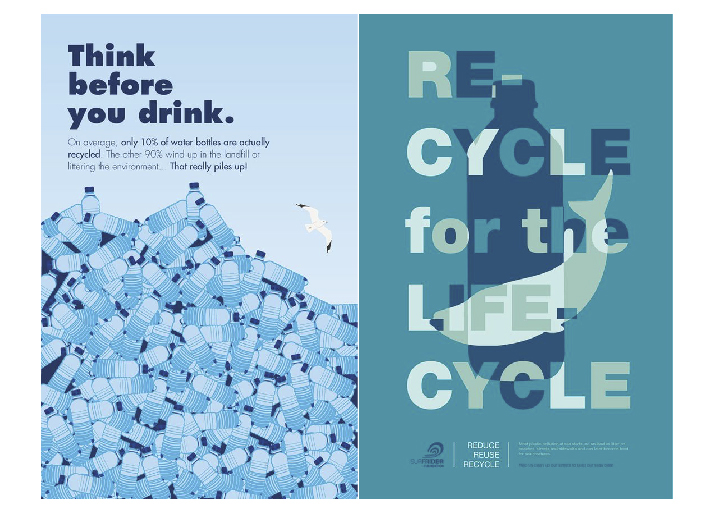 Think
before
you drink.
On average, only 10% of water bottles are actually
recycled. The other 90% wind up in the landfill or
littering the environment... That really piles up!
RE-
CYCLE
for the
LIFE-
CYCLE
REDUCE
REUSE
RECYCLE